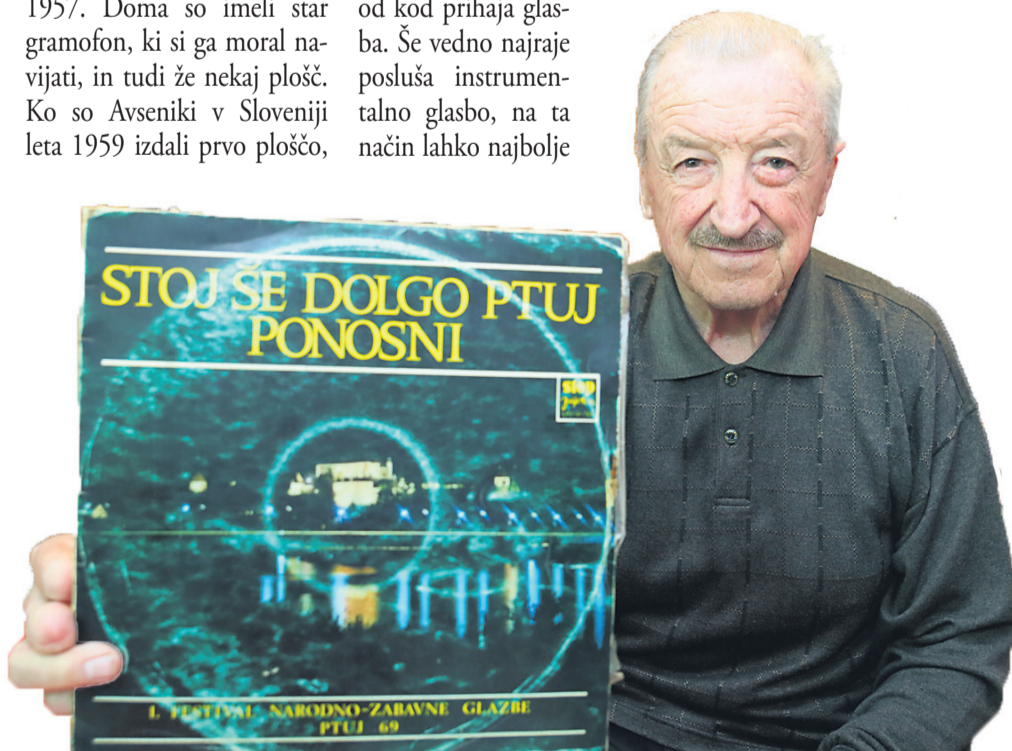 1957. Doma so imeli star
gramofon, ki si ga moral na-
vijati, in tudi že nekaj plošč.
Ko so Avseniki v Sloveniji
leta 1959 izdali prvo ploščo,
od kod prihaja glas-
ba. Še vedno najraje
posluša instrumen-
talno glasbo, na ta
način lahko najbolje
STOJ ŠE DOLGO PTUJ
PONOSNI
I. FESTIVAL NARODNO-ZABAVNE GLAZBE
PTUJ 69